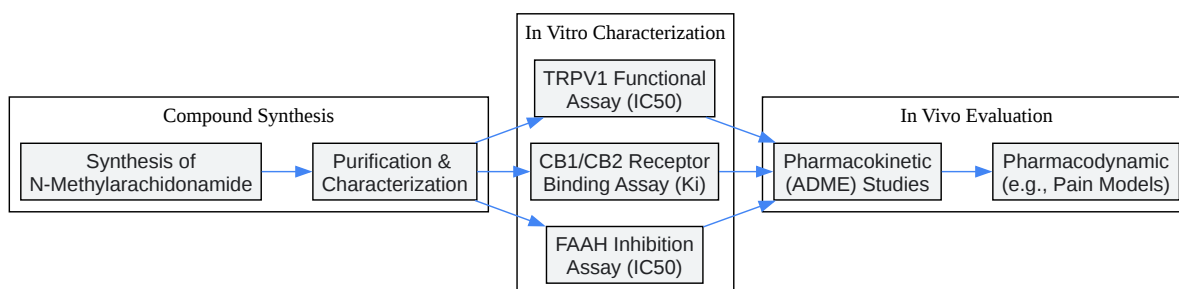 Compound Synthesis
Synthesis of
N-Methylarachidonamide
Purification &
Characterization
In Vitro Characterization
TRPV1 Functional
Assay (IC50)
CB1/CB2 Receptor
Binding Assay (Ki)
FAAH Inhibition
Assay (IC50)
In Vivo Evaluation
Pharmacokinetic
(ADME) Studies
Pharmacodynamic
(e.g., Pain Models)